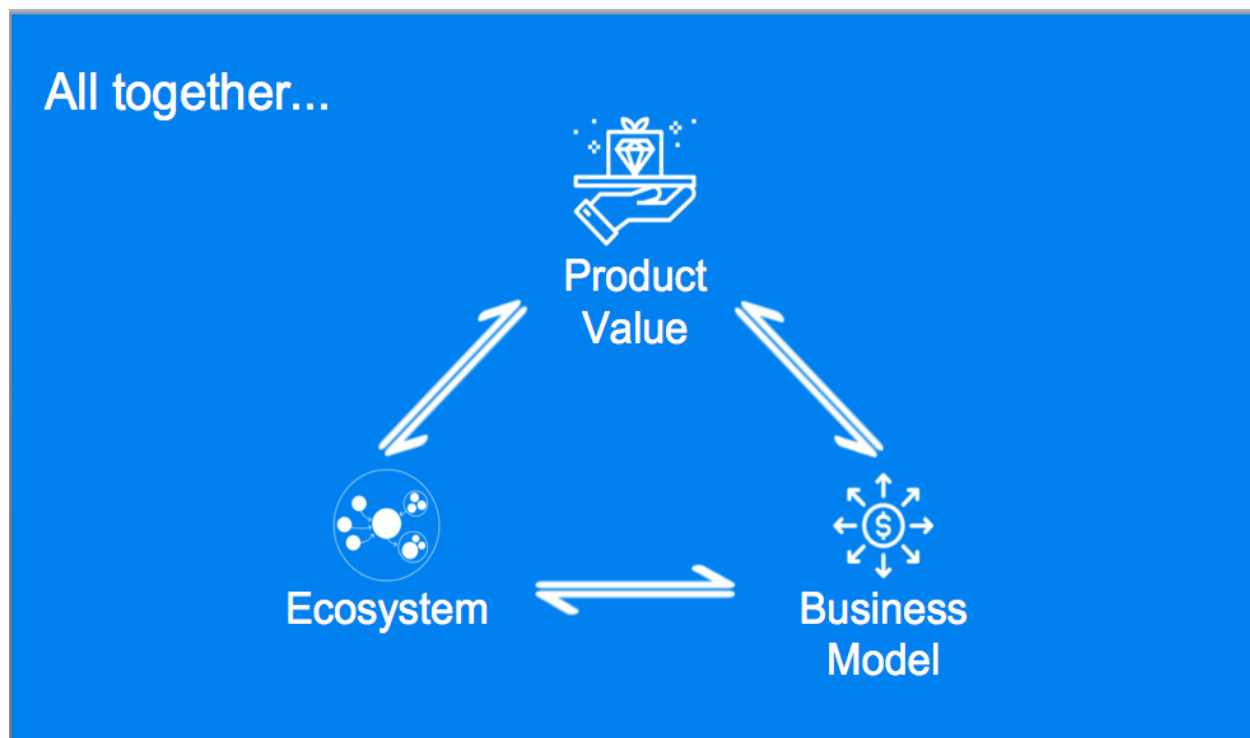 All together...
Product
Value
Ecosystem
$
Business
Model